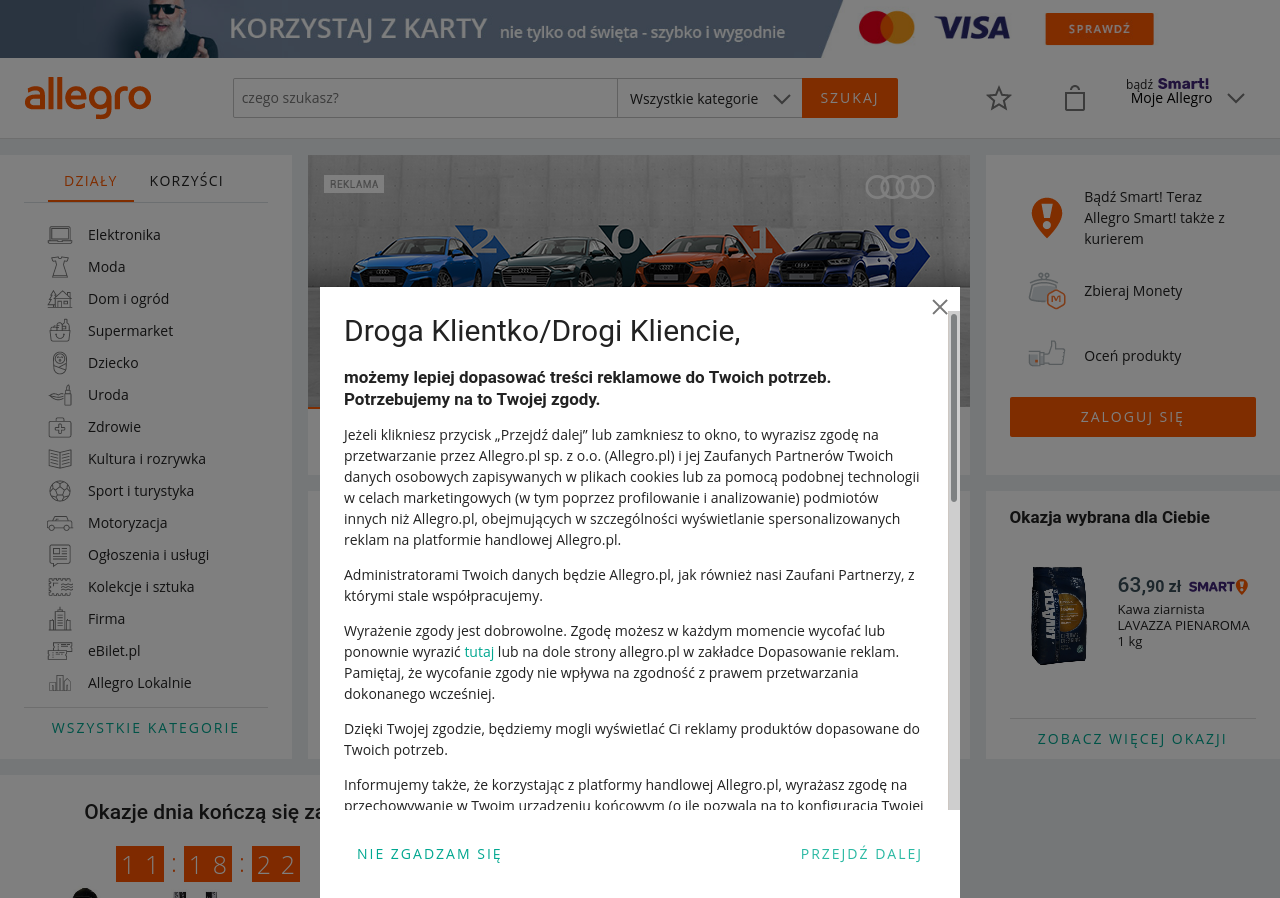 KORZYSTAJ Z KARTY nie tylko od święta - szybko i wygodnie
VISA
SPRAWDŹ
allegro
czego szukasz?
Wszystkie kategorie
SZUKAJ
bądź Smart!
Moje Allegro
DZIAŁY KORZYŚCI
Elektronika
Moda
Dom i ogród
Supermarket
Dziecko
Uroda
Zdrowie
Kultura i rozrywka
Sport i turystyka
Motoryzacja
Ogłoszenia i usługi
Kolekcje i sztuka
Firma
eBilet.pl
Allegro Lokalnie
WSZYSTKIE KATEGORIE
REKLAMA
2 0 1 9
Bądź Smart! Teraz
Allegro Smart! także z
kurierem
Zbieraj Monety
Oceń produkty
ZALOGUJ SIĘ
Okazja wybrana dla Ciebie
LAVAZZA
63,90 zł SMART!
Kawa ziarnista
LAVAZZA PIENAROMA
1 kg
ZOBACZ WIĘCEJ OKAZJI
Droga Klientko/Drogi Kliencie,
możemy lepiej dopasować treści reklamowe do Twoich potrzeb.
Potrzebujemy na to Twojej zgody.
Jeżeli klikniesz przycisk „Przejdź dalej” lub zamkniesz to okno, to wyrazisz zgodę na
przetwarzanie przez Allegro.pl sp. z o.o. (Allegro.pl) i jej Zaufanych Partnerów Twoich
danych osobowych zapisywanych w plikach cookies lub za pomocą podobnej technologii
w celach marketingowych (w tym poprzez profilowanie i analizowanie) podmiotów
innych niż Allegro.pl, obejmujących w szczególności wyświetlanie spersonalizowanych
reklam na platformie handlowej Allegro.pl.
Administratorami Twoich danych będzie Allegro.pl, jak również nasi Zaufani Partnerzy, z
którymi stale współpracujemy.
Wyrażenie zgody jest dobrowolne. Zgodę możesz w każdym momencie wycofać lub
ponownie wyrazić tutaj lub na dole strony allegro.pl w zakładce Dopasowanie reklam.
Pamiętaj, że wycofanie zgody nie wpływa na zgodność z prawem przetwarzania
dokonanego wcześniej.
Dzięki Twojej zgodzie, będziemy mogli wyświetlać Ci reklamy produktów dopasowane do
Twoich potrzeb.
Informujemy także, że korzystając z platformy handlowej Allegro.pl, wyrażasz zgodę na
przechowywanie w Twoim urządzeniu końcowym (o ile pozwala na to konfiguracja Twojej
NIE ZGADZAM SIĘ
PRZEJDŹ DALEJ
Okazje dnia kończą się za
11 : 18 : 22